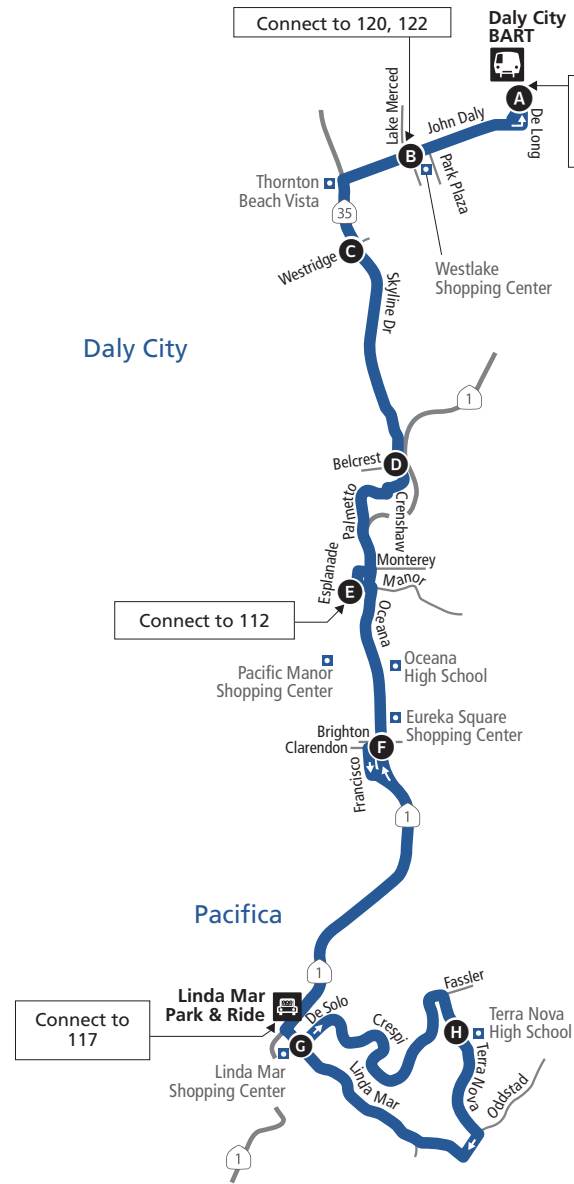 Connect to 120, 122
Daly City
BART
A
Lake Merced
John Daly
De Long
B
Park Plaza
Thornton
Beach Vista
35
Westridge
C
Westlake
Shopping Center
Skyline Dr
Daly City
1
Belcrest
D
Palmetto
Crenshaw
Monterey
Manor
Esplanade
E
Oceana
Connect to 112
Pacific Manor
Shopping Center
Oceana
High School
Eureka Square
Shopping Center
Brighton
Clarendon
F
Francisco
1
Pacifica
1
Linda Mar
Park & Ride
De Solo
Crespi
Fassler
Connect to
117
G
H
Terra Nova
High School
Terra Nova
Linda Mar
Shopping Center
Linda Mar
Oddstad
1